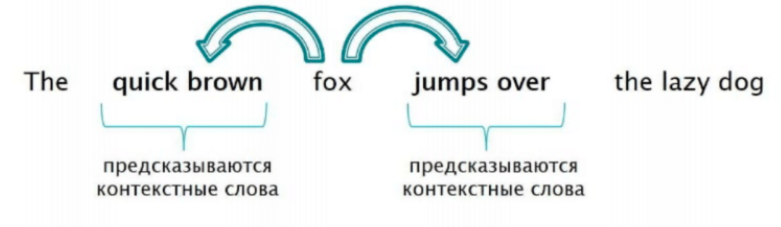 The quick brown fox jumps over the lazy dog
предсказываются предсказываются
контекстные слова контекстные слова